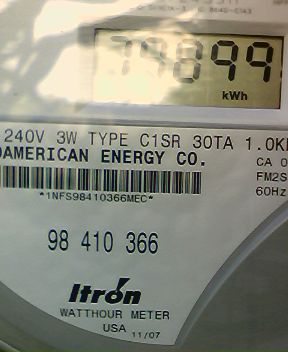 79899
kWh
240V 3W TYPE C1SR 30TA 1.0K
AMERICAN ENERGY CO.
CA 0
FM2S
*1NFS98410366MEC*
60Hz
98 410 366
Itrón
WATTHOUR METER
USA 11/07